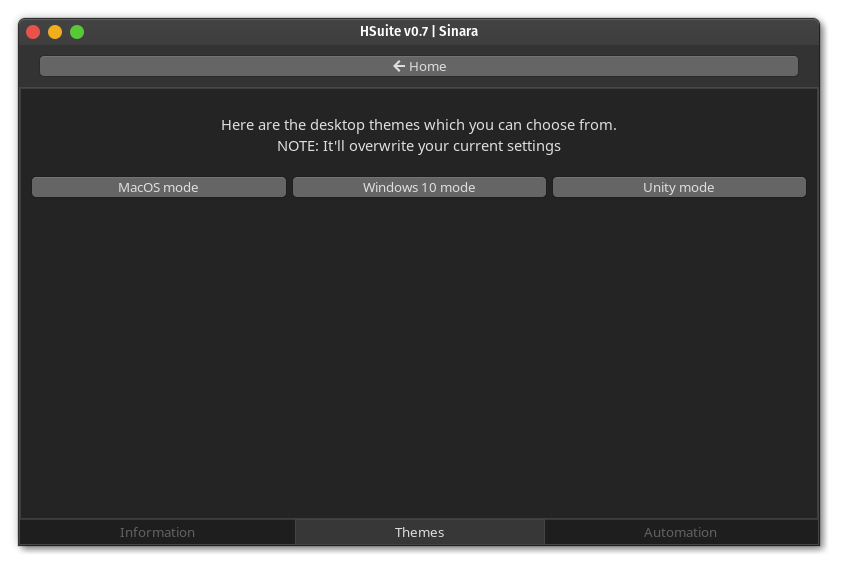 HSuite v0.7 | Sinara
← Home
Here are the desktop themes which you can choose from.
NOTE: It'll overwrite your current settings
MacOS mode
Windows 10 mode
Unity mode
Information
Themes
Automation